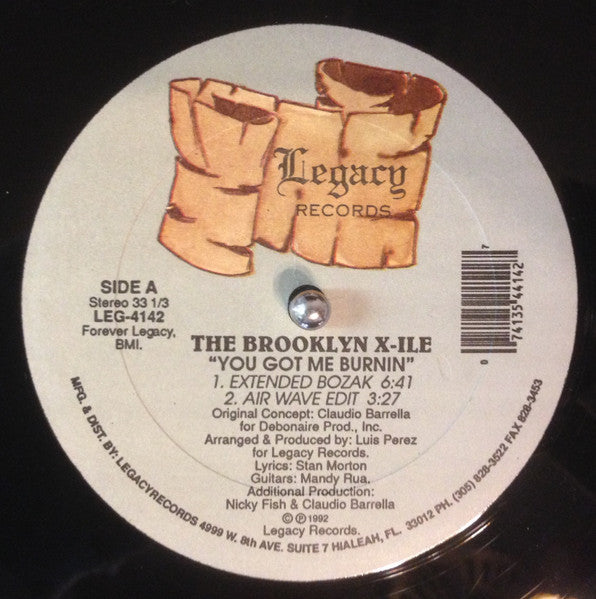 Legacy
RECORDS
SIDE A
Stereo 33 1/3
LEG-4142
Forever Legacy,
BMI.
7
74135 44142
0
THE BROOKLYN X-ILE
"YOU GOT ME BURNIN"
1. EXTENDED BOZAK 6:41
2. AIR WAVE EDIT 3:27
Original Concept: Claudio Barrella
for Debonaire Prod., Inc.
Arranged & Produced by: Luis Perez
for Legacy Records.
Lyrics: Stan Morton
Guitars: Mandy Rua.
Additional Production:
Nicky Fish & Claudio Barrella
© ℗ 1992
Legacy Records.
MFG. & DIST. BY: LEGACYRECORDS 4999 W. 8th AVE. SUITE 7 HiALEAH, FL. 33012 PH. (305) 828-3522 FAX 828-3453